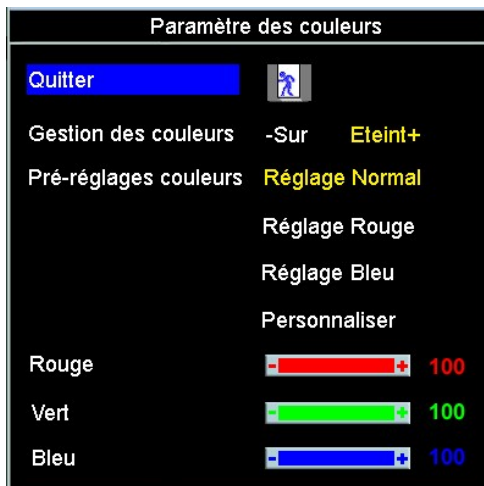 Paramètre des couleurs
Quitter
Gestion des couleurs -Sur Eteint+
Pré-réglages couleurs Réglage Normal
Réglage Rouge
Réglage Bleu
Personnaliser
Rouge - + 100
Vert - + 100
Bleu - + 100